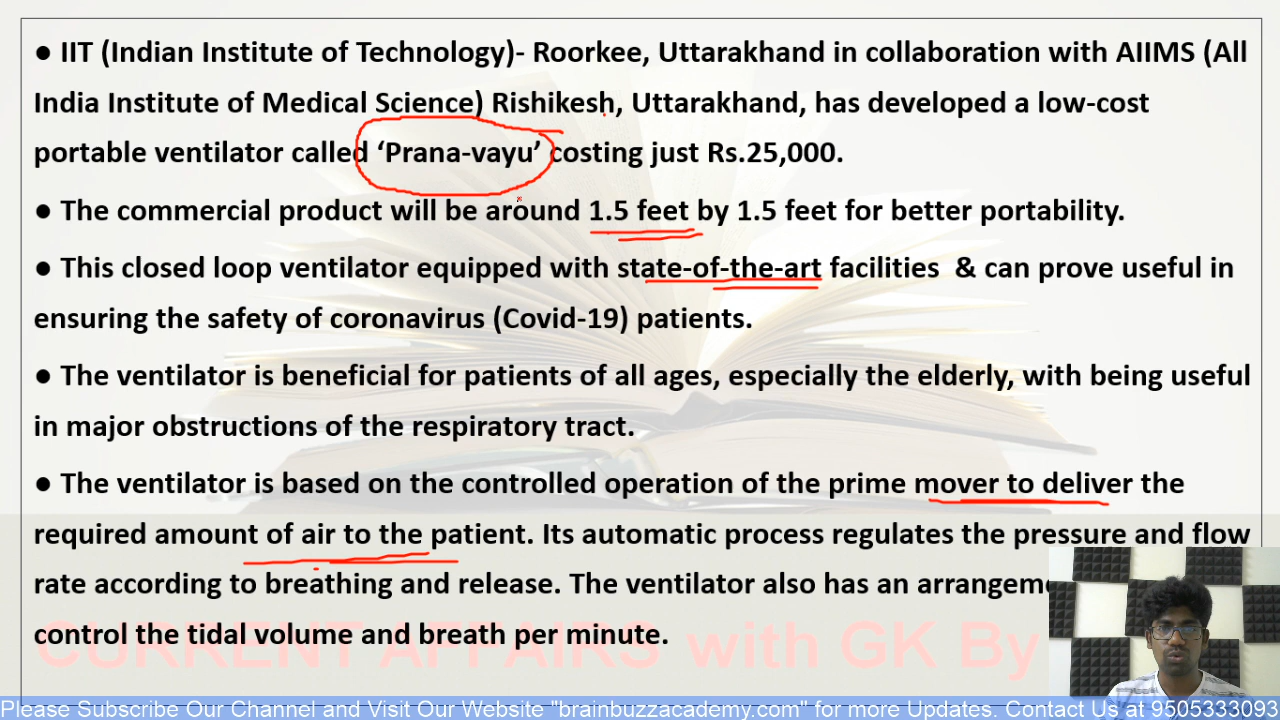 ● IIT (Indian Institute of Technology)- Roorkee, Uttarakhand in collaboration with AIIMS (All
India Institute of Medical Science) Rishikesh, Uttarakhand, has developed a low-cost
portable ventilator called ‘Prana-vayu’ costing just Rs.25,000.
● The commercial product will be around 1.5 feet by 1.5 feet for better portability.
● This closed loop ventilator equipped with state-of-the-art facilities & can prove useful in
ensuring the safety of coronavirus (Covid-19) patients.
● The ventilator is beneficial for patients of all ages, especially the elderly, with being useful
in major obstructions of the respiratory tract.
● The ventilator is based on the controlled operation of the prime mover to deliver the
required amount of air to the patient. Its automatic process regulates the pressure and flow
rate according to breathing and release. The ventilator also has an
control the tidal volume and breath per minute.
CURRENT AFFAIRS with GK By
Please Subscribe Our Channel and Visit Our Website "brainbuzzacademy.com" for more Updates. Contact Us at 9505333093